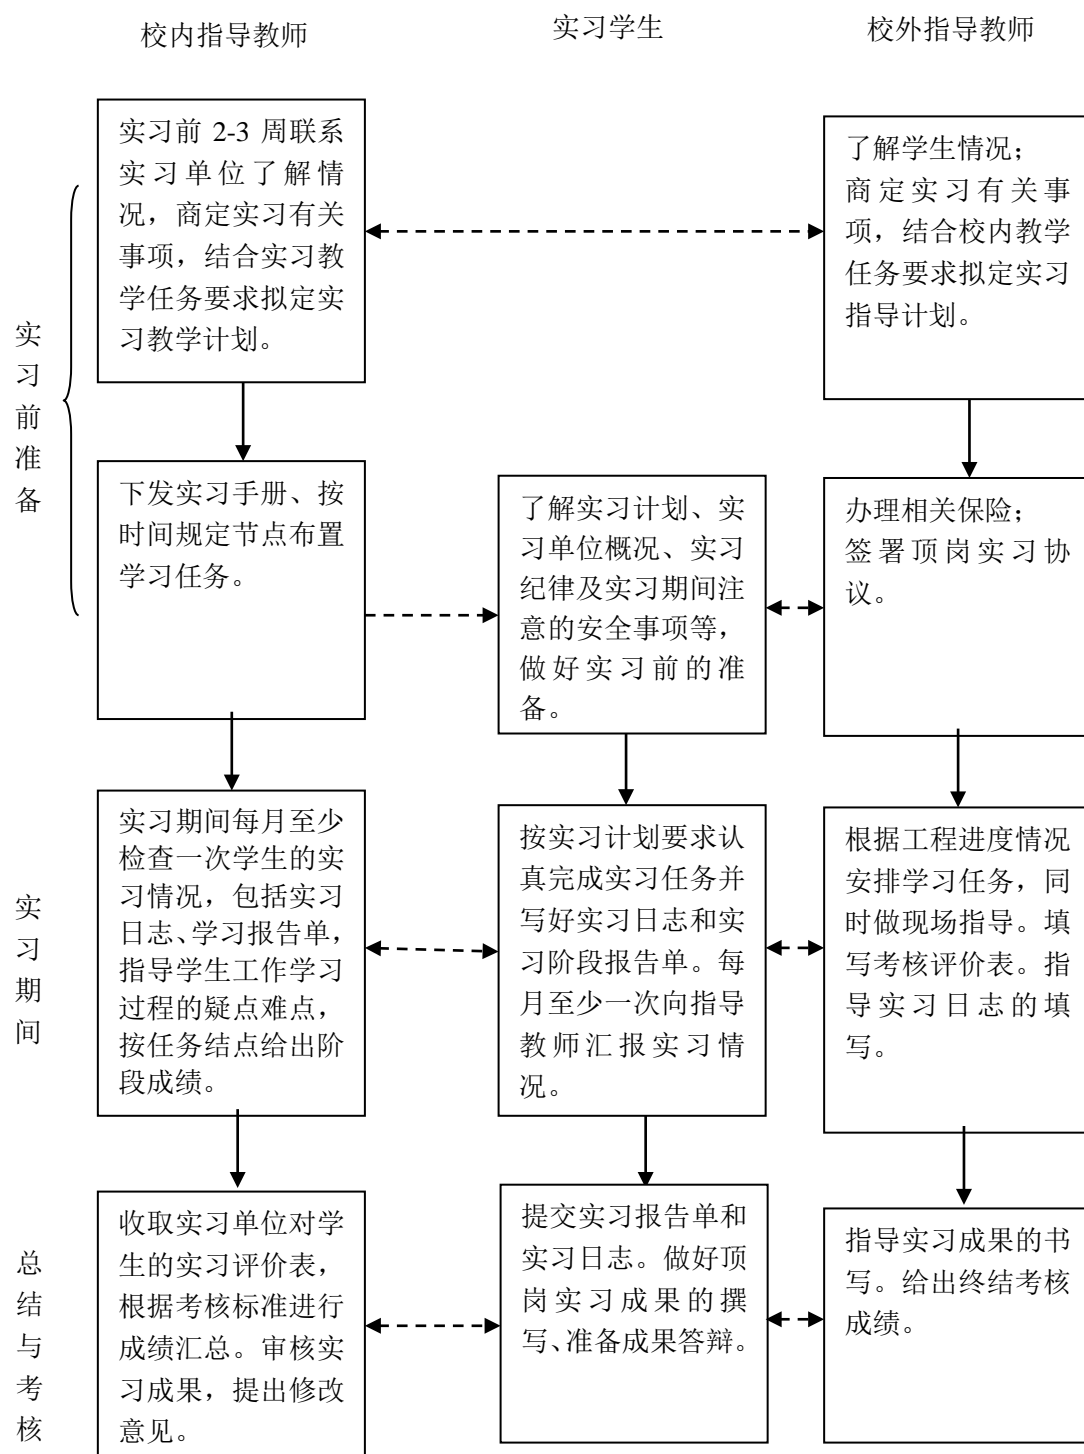 校内指导教师
实习学生
校外指导教师
实习前准备
实习前 2-3 周联系
实习单位了解情
况，商定实习有关
事项，结合实习教
学任务要求拟定实
习教学计划。
了解学生情况；
商定实习有关事
项，结合校内教学
任务要求拟定实习
指导计划。
下发实习手册、按
时间规定节点布置
学习任务。
了解实习计划、实
习单位概况、实习
纪律及实习期间注
意的安全事项等，
做好实习前的准
备。
办理相关保险；
签署顶岗实习协
议。
实习期间
实习期间每月至少
检查一次学生的实
习情况，包括实习
日志、学习报告单，
指导学生工作学习
过程的疑点难点，
按任务结点给出阶
段成绩。
按实习计划要求认
真完成实习任务并
写好实习日志和实
习阶段报告单。每
月至少一次向指导
教师汇报实习情
况。
根据工程进度情况
安排学习任务，同
时做现场指导。填
写考核评价表。指
导实习日志的填
写。
总结与考核
收取实习单位对学
生的实习评价表，
根据考核标准进行
成绩汇总。审核实
习成果，提出修改
意见。
提交实习报告单和
实习日志。做好顶
岗实习成果的撰
写、准备成果答辩。
指导实习成果的书
写。给出终结考核
成绩。